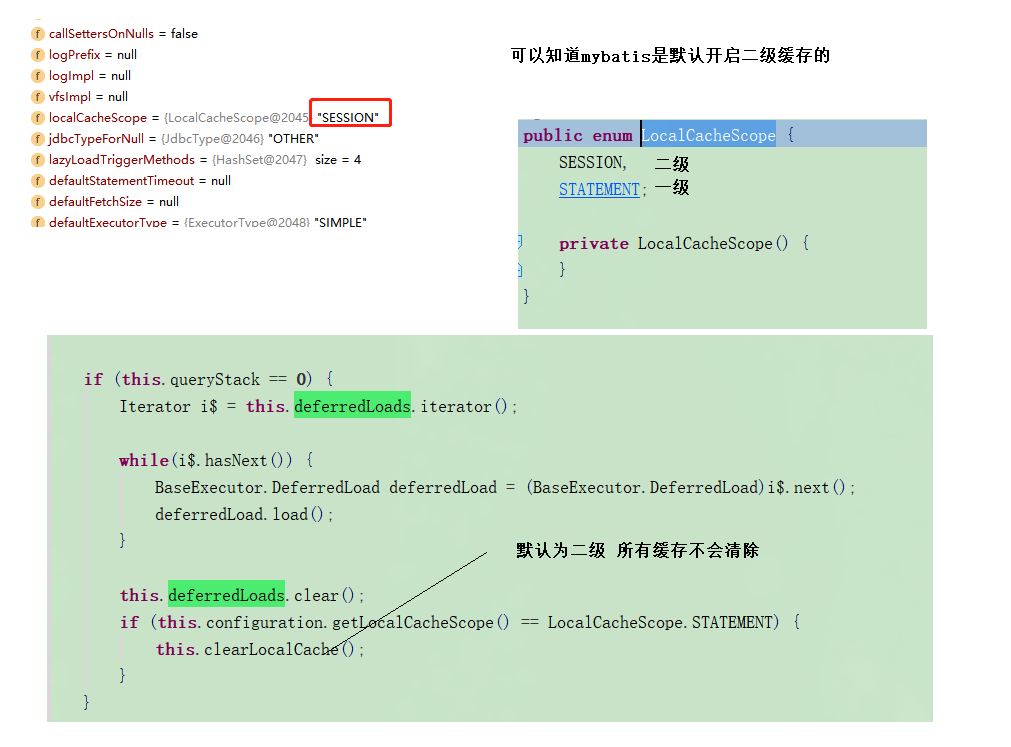 callSettersOnNulls = false
logPrefix = null
logImpl = null
vfsImpl = null
localCacheScope = {LocalCacheScope@2045} "SESSION"
jdbcTypeForNull = {JdbcType@2046} "OTHER"
lazyLoadTriggerMethods = {HashSet@2047} size = 4
defaultStatementTimeout = null
defaultFetchSize = null
defaultExecutorType = {ExecutorType@2048} "SIMPLE"
可以知道mybatis是默认开启二级缓存的
public enum LocalCacheScope {
SESSION, 二级
STATEMENT; 一级
private LocalCacheScope() {
}
}
if (this.queryStack == 0) {
Iterator i$ = this.deferredLoads.iterator();
while(i$.hasNext()) {
BaseExecutor.DeferredLoad deferredLoad = (BaseExecutor.DeferredLoad)i$.next();
deferredLoad.load();
}
默认为二级 所有缓存不会清除
this.deferredLoads.clear();
if (this.configuration.getLocalCacheScope() == LocalCacheScope.STATEMENT) {
this.clearLocalCache();
}
}